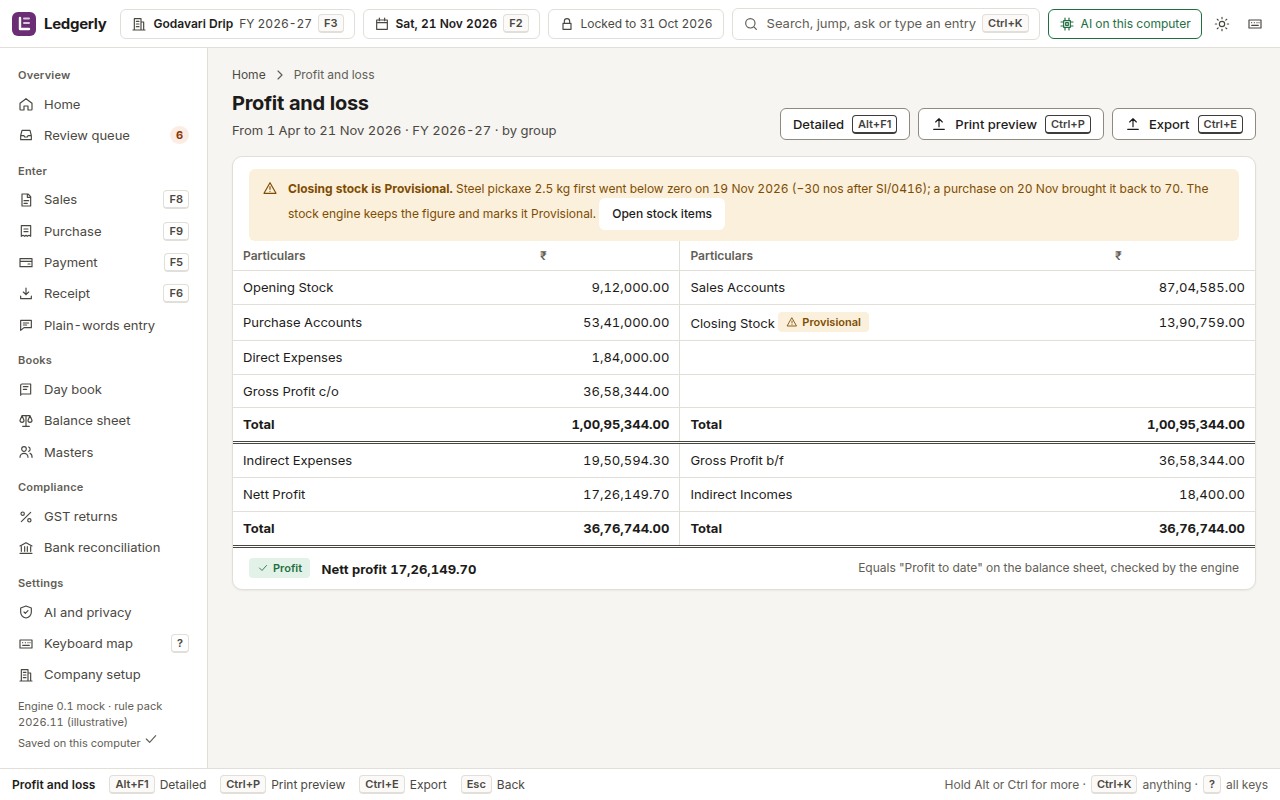 Ledgerly
Godavari Drip FY 2026-27 F3
Sat, 21 Nov 2026 F2
Locked to 31 Oct 2026
Search, jump, ask or type an entry Ctrl+K
AI on this computer
Overview
Home
Review queue 6
Enter
Sales F8
Purchase F9
Payment F5
Receipt F6
Plain-words entry
Books
Day book
Balance sheet
Masters
Compliance
GST returns
Bank reconciliation
Settings
AI and privacy
Keyboard map ?
Company setup
Engine 0.1 mock · rule pack
2026.11 (illustrative)
Saved on this computer
Home > Profit and loss
Profit and loss
From 1 Apr to 21 Nov 2026 · FY 2026-27 · by group
Detailed Alt+F1
Print preview Ctrl+P
Export Ctrl+E
Closing stock is Provisional. Steel pickaxe 2.5 kg first went below zero on 19 Nov 2026 (−30 nos after SI/0416); a purchase on 20 Nov brought it back to 70. The
stock engine keeps the figure and marks it Provisional. Open stock items
Particulars ₹ Particulars ₹
Opening Stock 9,12,000.00 Sales Accounts 87,04,585.00
Purchase Accounts 53,41,000.00 Closing Stock Provisional 13,90,759.00
Direct Expenses 1,84,000.00
Gross Profit c/o 36,58,344.00
Total 1,00,95,344.00 Total 1,00,95,344.00
Indirect Expenses 19,50,594.30 Gross Profit b/f 36,58,344.00
Nett Profit 17,26,149.70 Indirect Incomes 18,400.00
Total 36,76,744.00 Total 36,76,744.00
Profit Nett profit 17,26,149.70 Equals "Profit to date" on the balance sheet, checked by the engine
Profit and loss Alt+F1 Detailed Ctrl+P Print preview Ctrl+E Export Esc Back
Hold Alt or Ctrl for more · Ctrl+K anything · ? all keys